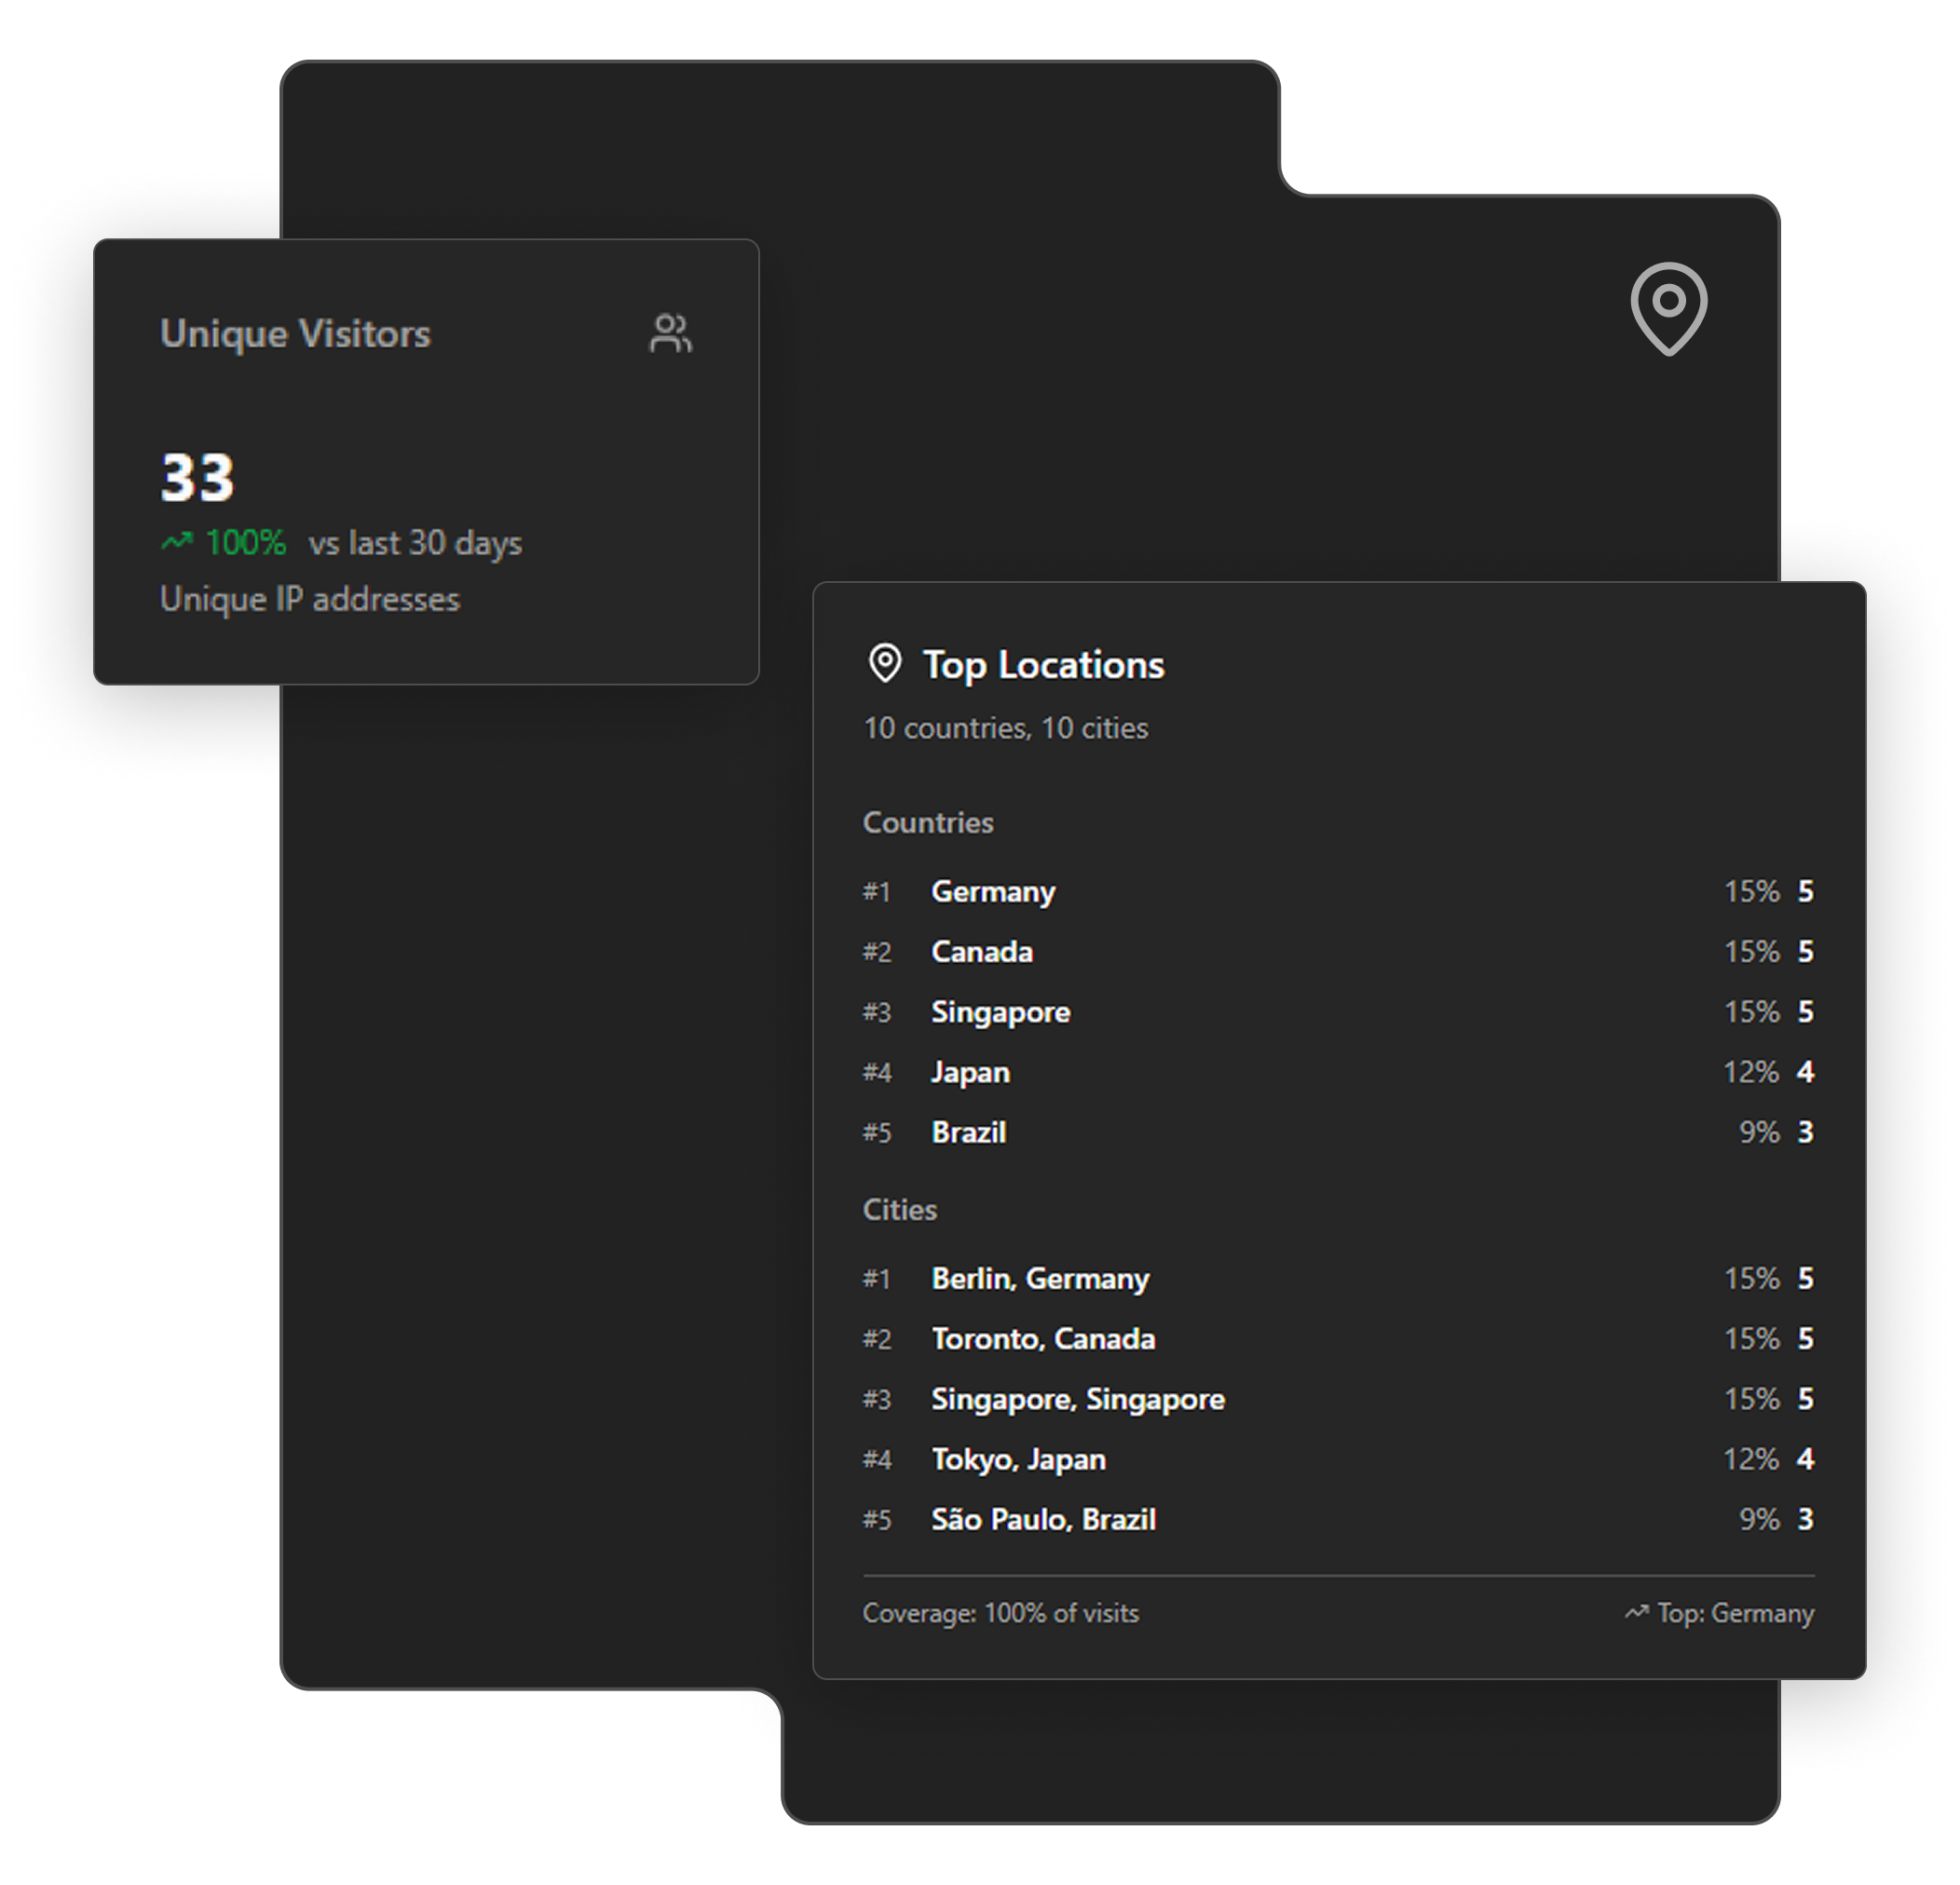 Unique Visitors
33
100% vs last 30 days
Unique IP addresses
Top Locations
10 countries, 10 cities
Countries
#1 Germany 15% 5
#2 Canada 15% 5
#3 Singapore 15% 5
#4 Japan 12% 4
#5 Brazil 9% 3
Cities
#1 Berlin, Germany 15% 5
#2 Toronto, Canada 15% 5
#3 Singapore, Singapore 15% 5
#4 Tokyo, Japan 12% 4
#5 São Paulo, Brazil 9% 3
Coverage: 100% of visits Top: Germany